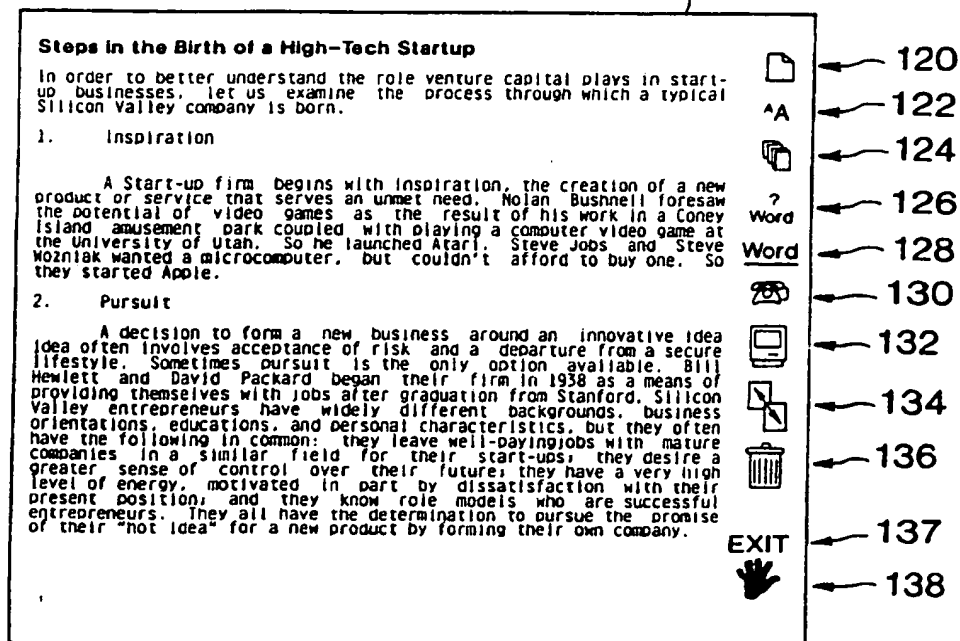 Steps in the Birth of a High-Tech Startup
In order to better understand the role venture capital plays in start-
up businesses, let us examine the process through which a typical
Silicon Valley company is born.
1. Inspiration
A Start-up firm begins with inspiration, the creation of a new
product or service that serves an unmet need. Nolan Bushnell foresaw
the potential of video games as the result of his work in a Coney
Island amusement park coupled with playing a computer video game at
the University of Utah. So he launched Atari. Steve Jobs and Steve
Wozniak wanted a microcomputer, but couldn't afford to buy one. So
they started Apple.
2. Pursuit
A decision to form a new business around an innovative idea
idea often involves acceptance of risk and a departure from a secure
lifestyle. Sometimes pursuit is the only option available. Bill
Hewlett and David Packard began their firm in 1938 as a means of
providing themselves with jobs after graduation from Stanford. Silicon
Valley entrepreneurs have widely different backgrounds, business
orientations, educations, and personal characteristics, but they often
have the following in common: they leave well-payingjobs with mature
companies in a similar field for their start-ups; they desire a
greater sense of control over their future; they have a very high
level of energy, motivated in part by dissatisfaction with their
present position; and they know role models who are successful
entrepreneurs. They all have the determination to pursue the promise
of their "hot idea" for a new product by forming their own company.
120
AA
122
124
?
Word
126
Word
128
130
132
134
136
EXIT
137
138